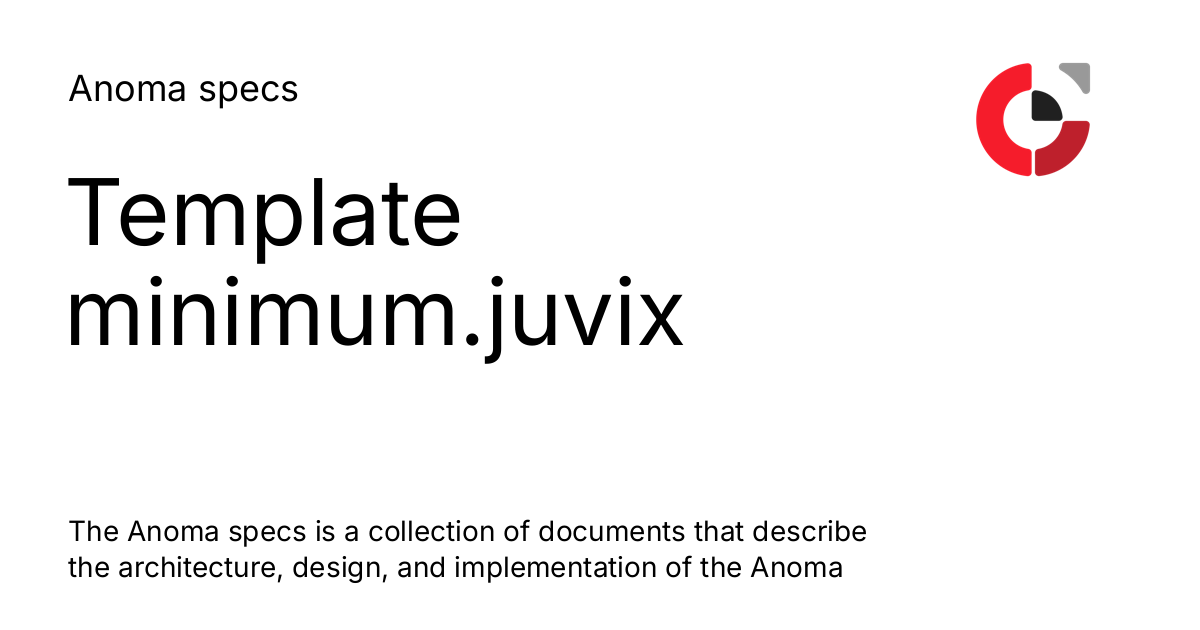 Anoma specs
Template
minimum.juvix
The Anoma specs is a collection of documents that describe
the architecture, design, and implementation of the Anoma